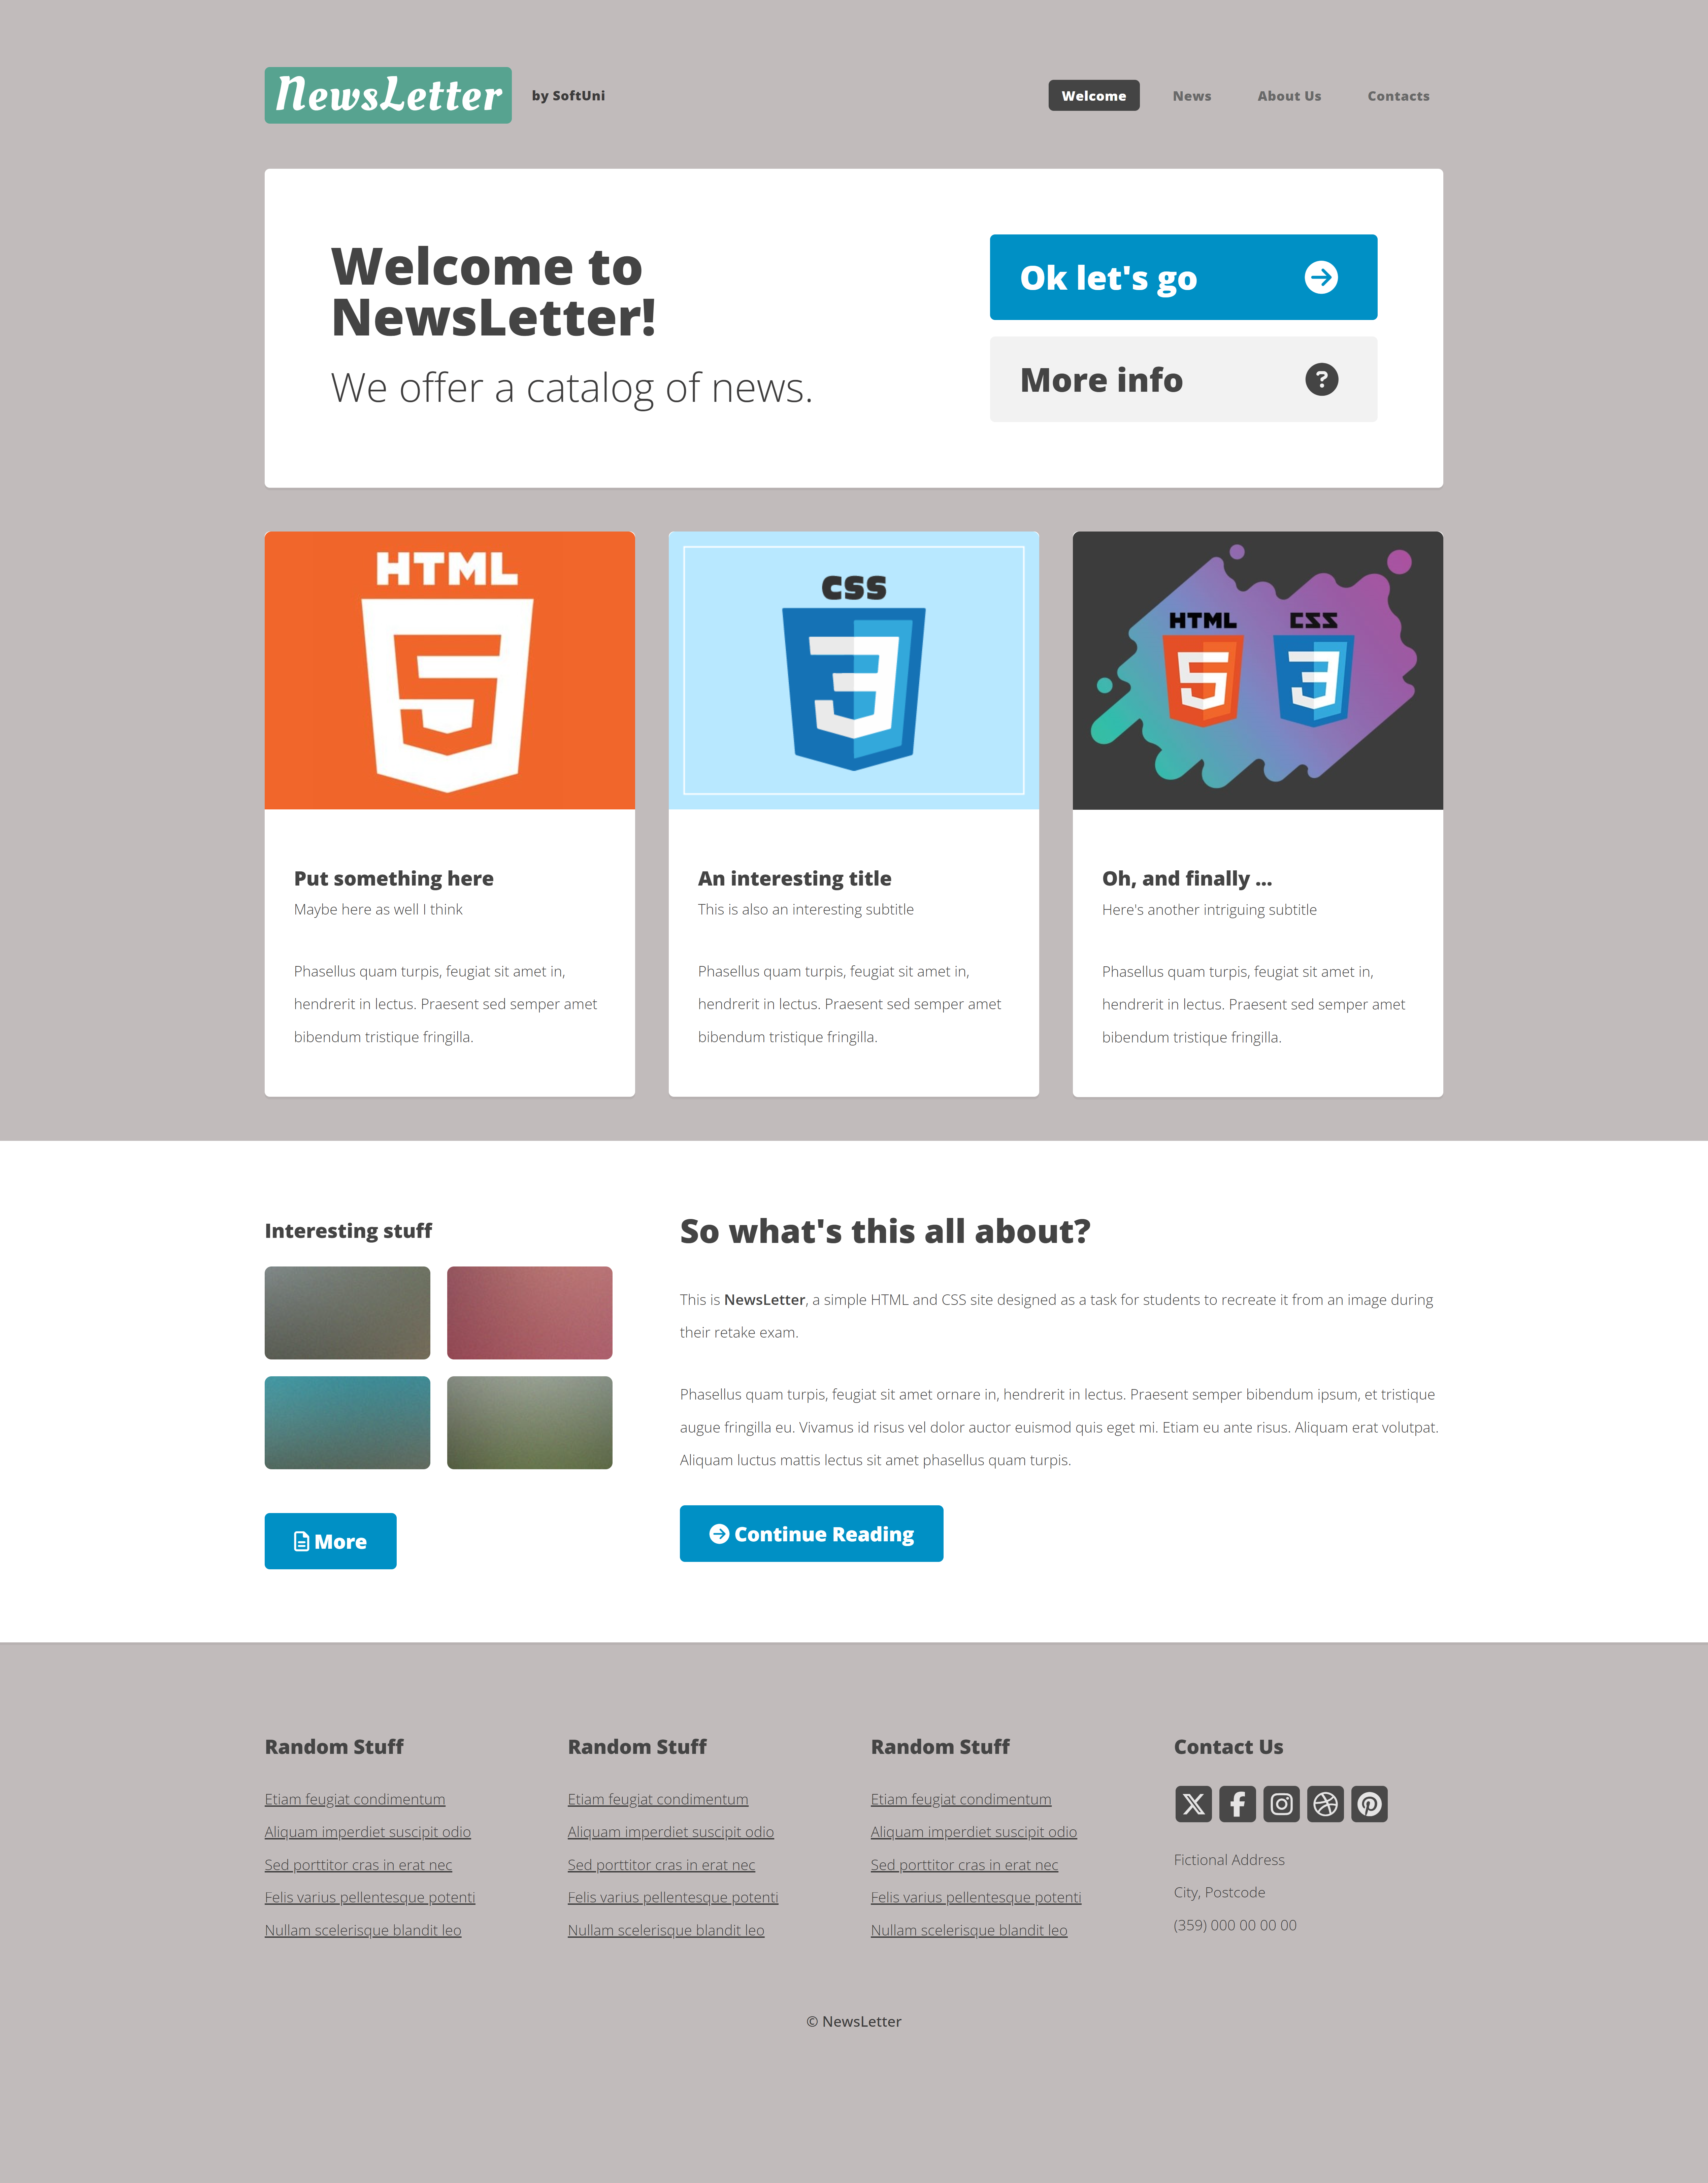 NewsLetter
by SoftUni
Welcome
News
About Us
Contacts
Welcome to
NewsLetter!
We offer a catalog of news.
Ok let's go
More info
?
HTML
5
CSS
3
HTML
CSS
5
3
Put something here
Maybe here as well I think
Phasellus quam turpis, feugiat sit amet in,
hendrerit in lectus. Praesent sed semper amet
bibendum tristique fringilla.
An interesting title
This is also an interesting subtitle
Phasellus quam turpis, feugiat sit amet in,
hendrerit in lectus. Praesent sed semper amet
bibendum tristique fringilla.
Oh, and finally ...
Here's another intriguing subtitle
Phasellus quam turpis, feugiat sit amet in,
hendrerit in lectus. Praesent sed semper amet
bibendum tristique fringilla.
Interesting stuff
More
So what's this all about?
This is NewsLetter, a simple HTML and CSS site designed as a task for students to recreate it from an image during
their retake exam.
Phasellus quam turpis, feugiat sit amet ornare in, hendrerit in lectus. Praesent semper bibendum ipsum, et tristique
augue fringilla eu. Vivamus id risus vel dolor auctor euismod quis eget mi. Etiam eu ante risus. Aliquam erat volutpat.
Aliquam luctus mattis lectus sit amet phasellus quam turpis.
Continue Reading
Random Stuff
Etiam feugiat condimentum
Aliquam imperdiet suscipit odio
Sed porttitor cras in erat nec
Felis varius pellentesque potenti
Nullam scelerisque blandit leo
Random Stuff
Etiam feugiat condimentum
Aliquam imperdiet suscipit odio
Sed porttitor cras in erat nec
Felis varius pellentesque potenti
Nullam scelerisque blandit leo
Random Stuff
Etiam feugiat condimentum
Aliquam imperdiet suscipit odio
Sed porttitor cras in erat nec
Felis varius pellentesque potenti
Nullam scelerisque blandit leo
Contact Us
Fictional Address
City, Postcode
(359) 000 00 00 00
© NewsLetter